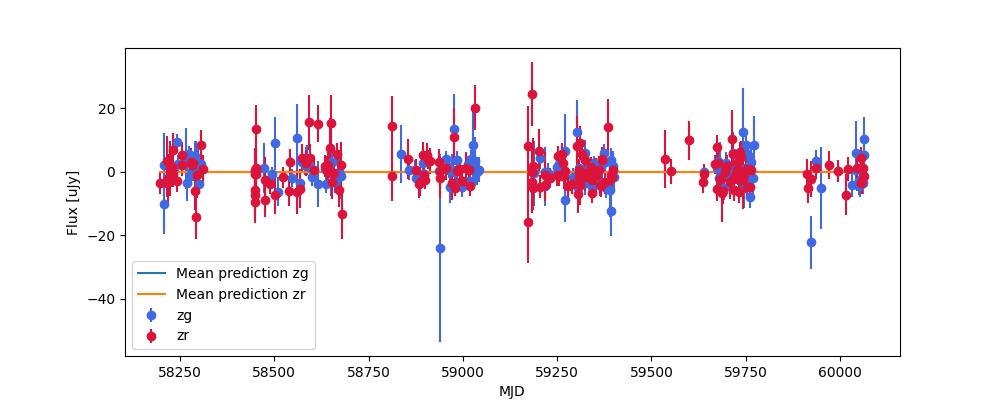 20
0
−20
−40
Flux [uJy]
Mean prediction zg
Mean prediction zr
zg
zr
58250 58500 58750 59000 59250 59500 59750 60000
MJD